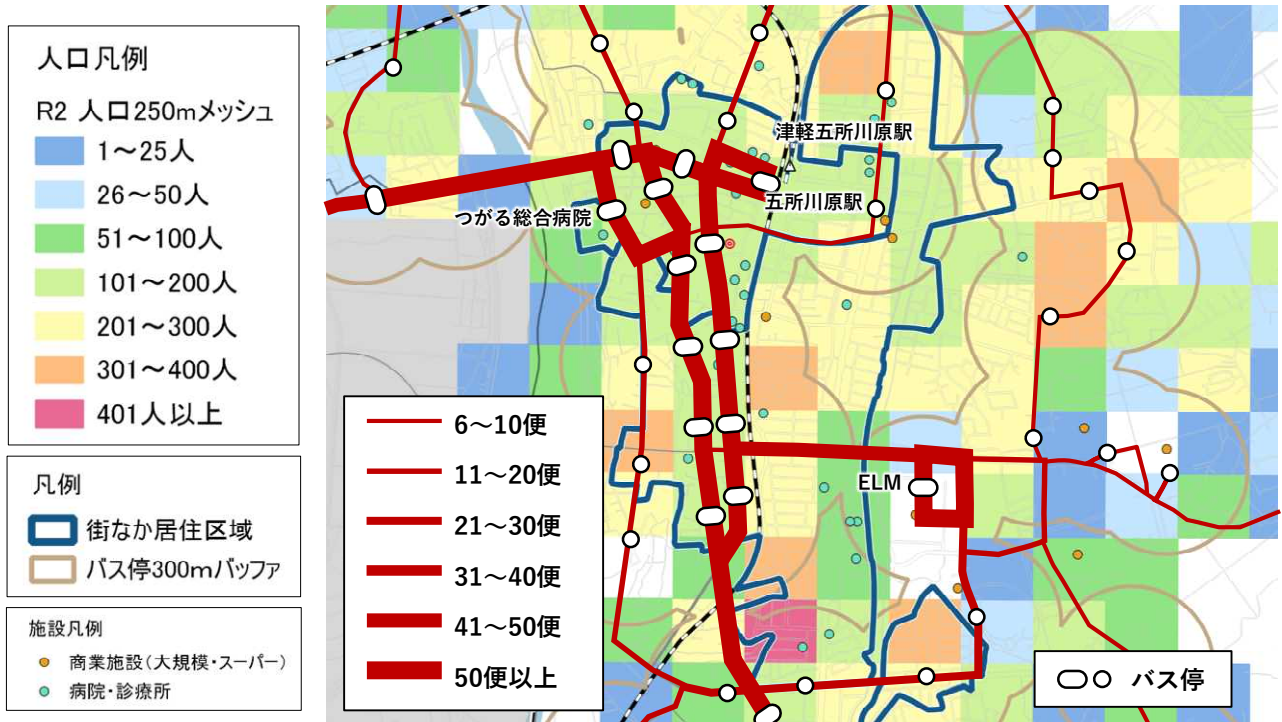 人口凡例
R2 人口250mメッシュ
1～25人
26～50人
51～100人
101～200人
201～300人
301～400人
401人以上
凡例
街なか居住区域
バス停300mバッファ
施設凡例
商業施設(大規模・スーパー)
病院・診療所
津軽五所川原駅
五所川原駅
つがる総合病院
ELM
6～10便
11～20便
21～30便
31～40便
41～50便
50便以上
バス停